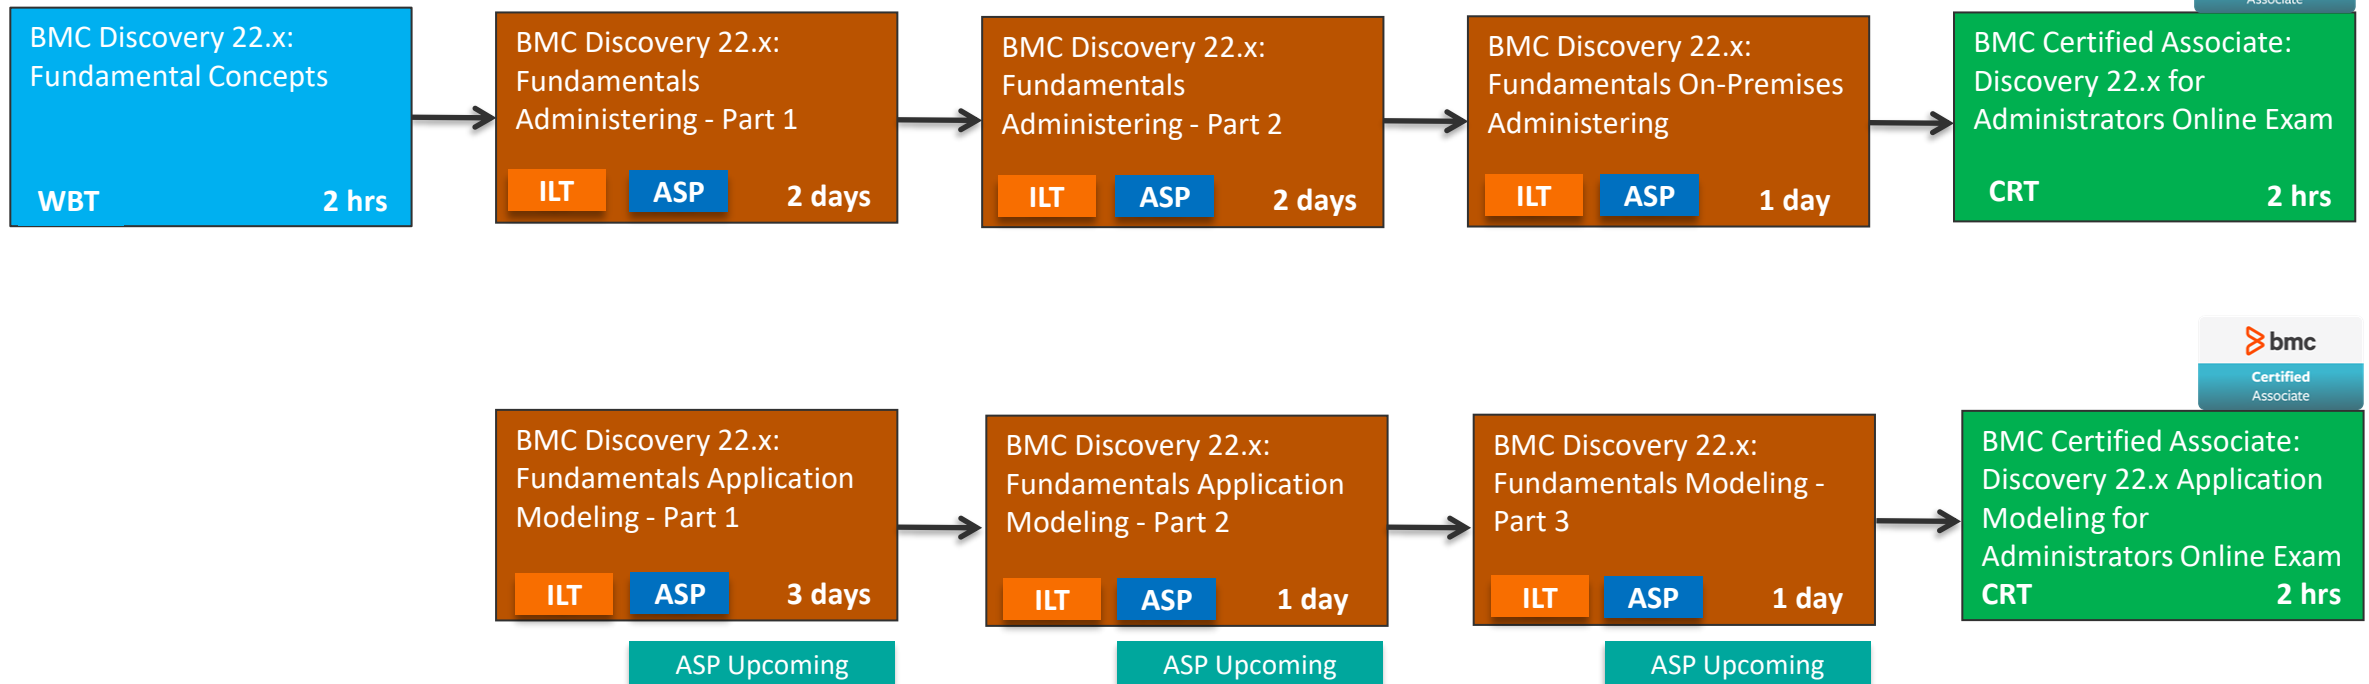 Associate
BMC Discovery 22.x:
Fundamental Concepts
WBT 2 hrs
BMC Discovery 22.x:
Fundamentals
Administering - Part 1
ILT ASP 2 days
BMC Discovery 22.x:
Fundamentals
Administering - Part 2
ILT ASP 2 days
BMC Discovery 22.x:
Fundamentals On-Premises
Administering
ILT ASP 1 day
BMC Certified Associate:
Discovery 22.x for
Administrators Online Exam
CRT 2 hrs
bmc
Certified
Associate
BMC Discovery 22.x:
Fundamentals Application
Modeling - Part 1
ILT ASP 3 days
ASP Upcoming
BMC Discovery 22.x:
Fundamentals Application
Modeling - Part 2
ILT ASP 1 day
ASP Upcoming
BMC Discovery 22.x:
Fundamentals Modeling -
Part 3
ILT ASP 1 day
ASP Upcoming
BMC Certified Associate:
Discovery 22.x Application
Modeling for
Administrators Online Exam
CRT 2 hrs